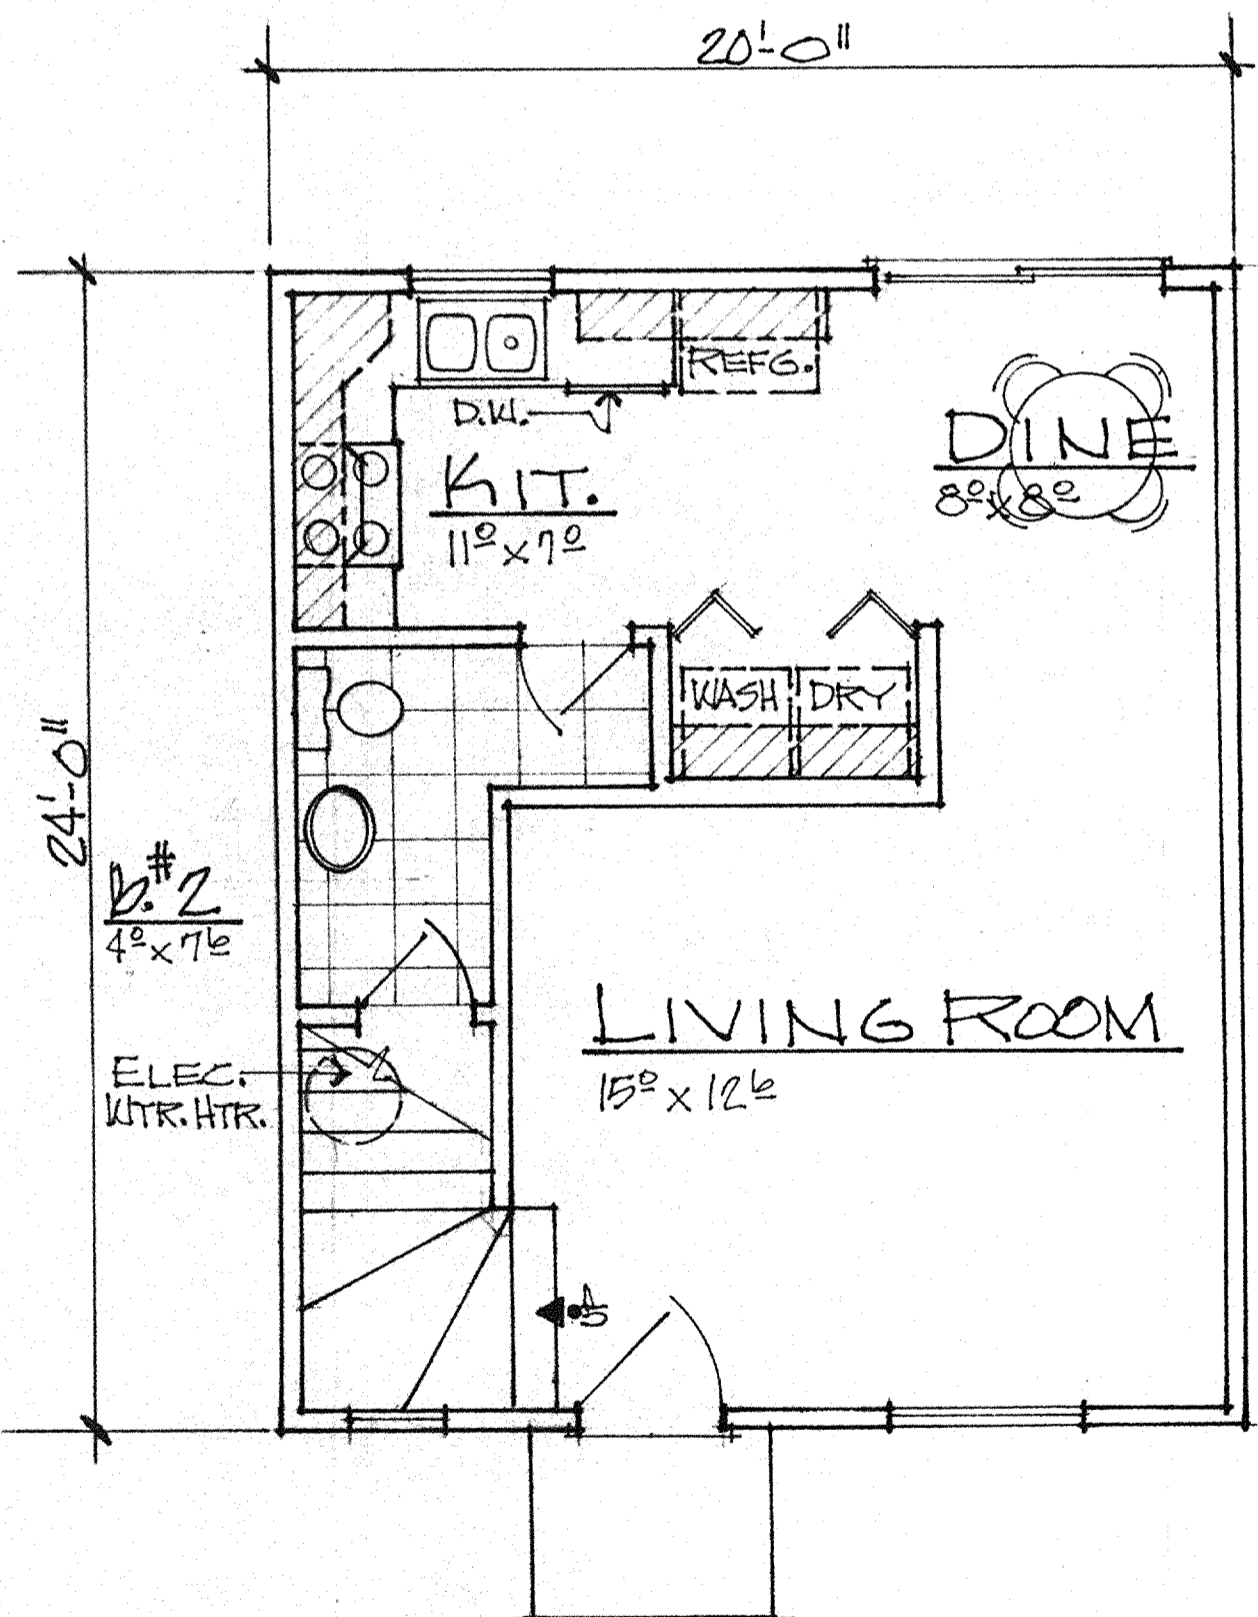 20'-0"
REFG.
D.W.
KIT.
11⁰ x 7⁰
DINE
8⁰ x 8⁰
WASH
DRY
24'-0"
b.#2
4⁰ x 7⁶
LIVING ROOM
15⁰ x 12⁶
ELEC.
WTR. HTR.